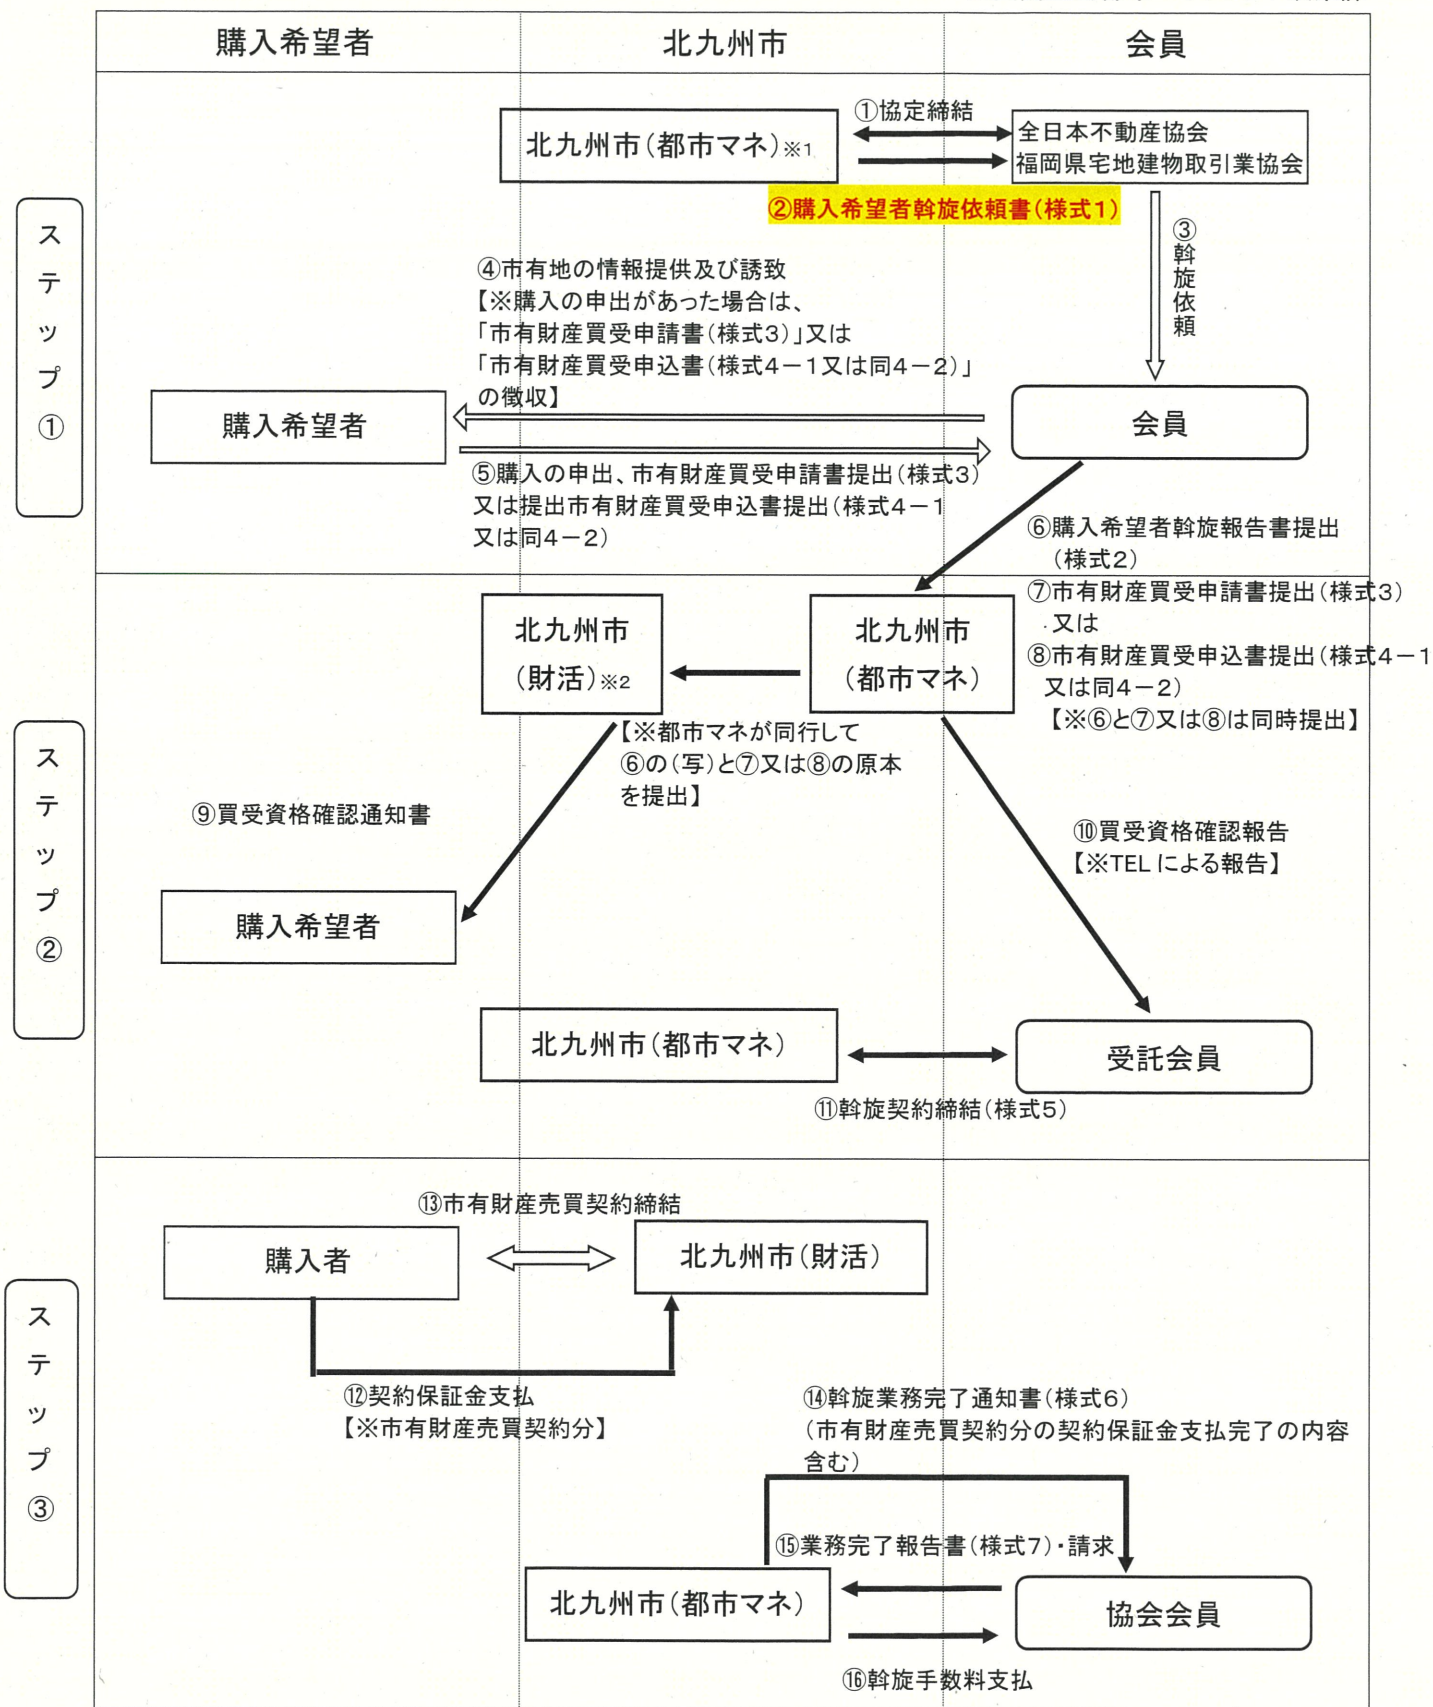 購入希望者
北九州市
会員
ステップ①
北九州市(都市マネ)※1
①協定締結
全日本不動産協会
福岡県宅地建物取引業協会
②購入希望者斡旋依頼書(様式1)
③斡旋依頼
④市有地の情報提供及び誘致
【※購入の申出があった場合は、
「市有財産買受申請書(様式3)」又は
「市有財産買受申込書(様式4-1又は同4-2)」
の徴収】
購入希望者
会員
⑤購入の申出、市有財産買受申請書提出(様式3)
又は提出市有財産買受申込書提出(様式4-1
又は同4-2)
⑥購入希望者斡旋報告書提出
(様式2)
⑦市有財産買受申請書提出(様式3)
又は
⑧市有財産買受申込書提出(様式4-1
又は同4-2)
【※⑥と⑦又は⑧は同時提出】
ステップ②
北九州市
(財活)※2
北九州市
(都市マネ)
【※都市マネが同行して
⑥の(写)と⑦又は⑧の原本
を提出】
⑨買受資格確認通知書
⑩買受資格確認報告
【※TELによる報告】
購入希望者
北九州市(都市マネ)
受託会員
⑪斡旋契約締結(様式5)
ステップ③
⑬市有財産売買契約締結
購入者
北九州市(財活)
⑫契約保証金支払
【※市有財産売買契約分】
⑭斡旋業務完了通知書(様式6)
(市有財産売買契約分の契約保証金支払完了の内容
含む)
⑮業務完了報告書(様式7)・請求
北九州市(都市マネ)
協会会員
⑯斡旋手数料支払